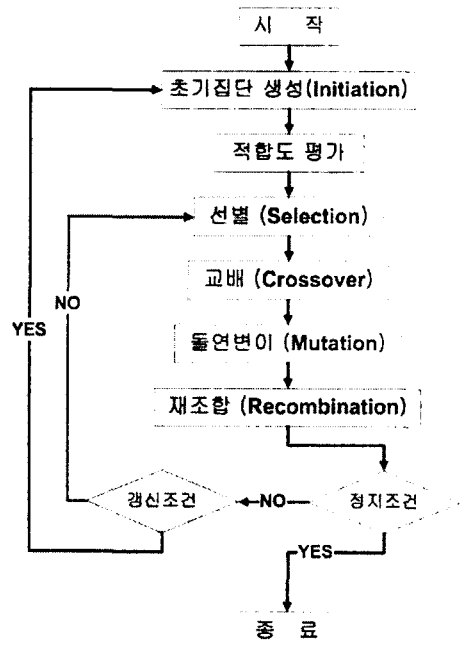 시 작
초기집단 생성(Initiation)
적합도 평가
선별 (Selection)
교배 (Crossover)
NO
YES
돌연변이 (Mutation)
재조합 (Recombination)
갱신조건
NO
정지조건
YES
종 료